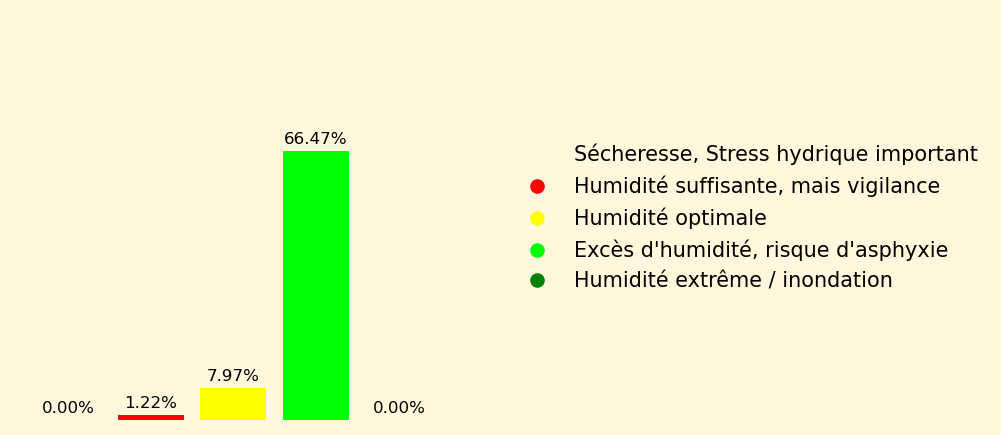 66.47%
7.97%
1.22%
0.00%
0.00%
Sécheresse, Stress hydrique important
Humidité suffisante, mais vigilance
Humidité optimale
Excès d'humidité, risque d'asphyxie
Humidité extrême / inondation